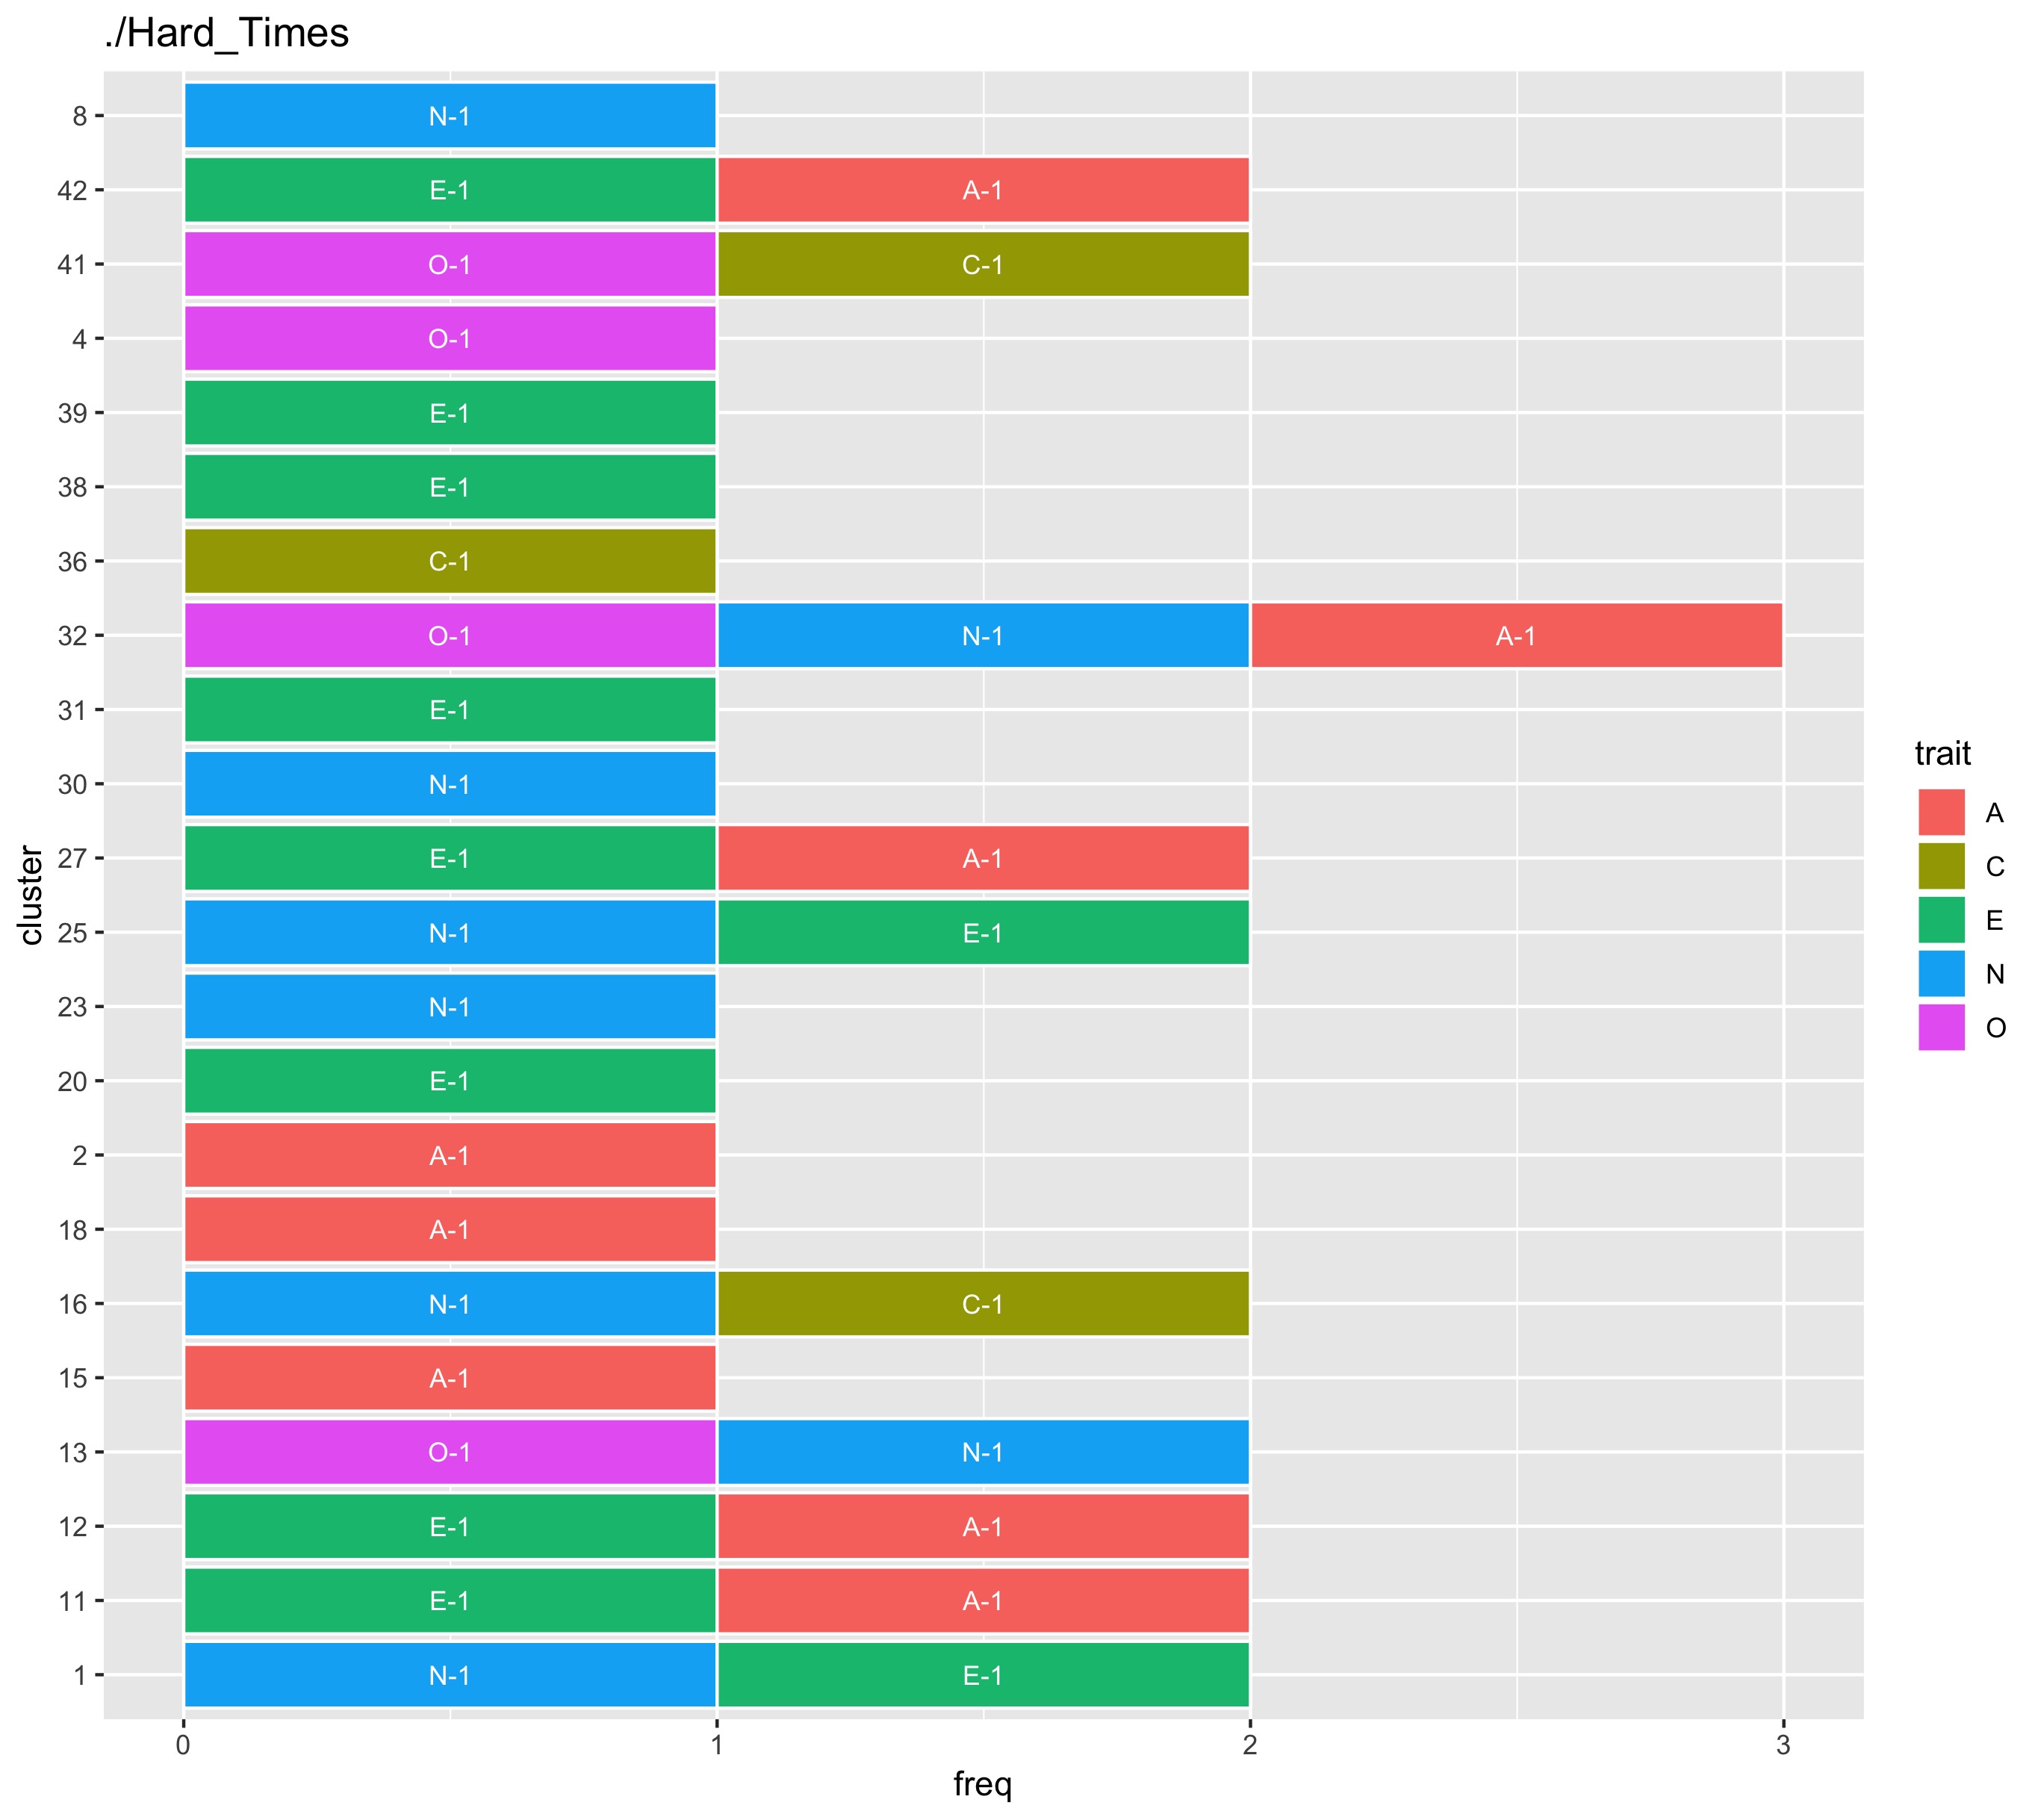 ./Hard_Times
8 N-1
42 E-1 A-1
41 O-1 C-1
4 O-1
39 E-1
38 E-1
36 C-1
32 O-1 N-1 A-1
31 E-1
30 N-1
27 E-1 A-1
25 N-1 E-1
23 N-1
20 E-1
2 A-1
18 A-1
16 N-1 C-1
15 A-1
13 O-1 N-1
12 E-1 A-1
11 E-1 A-1
1 N-1 E-1
0 1 2 3
freq
cluster
trait
A
C
E
N
O